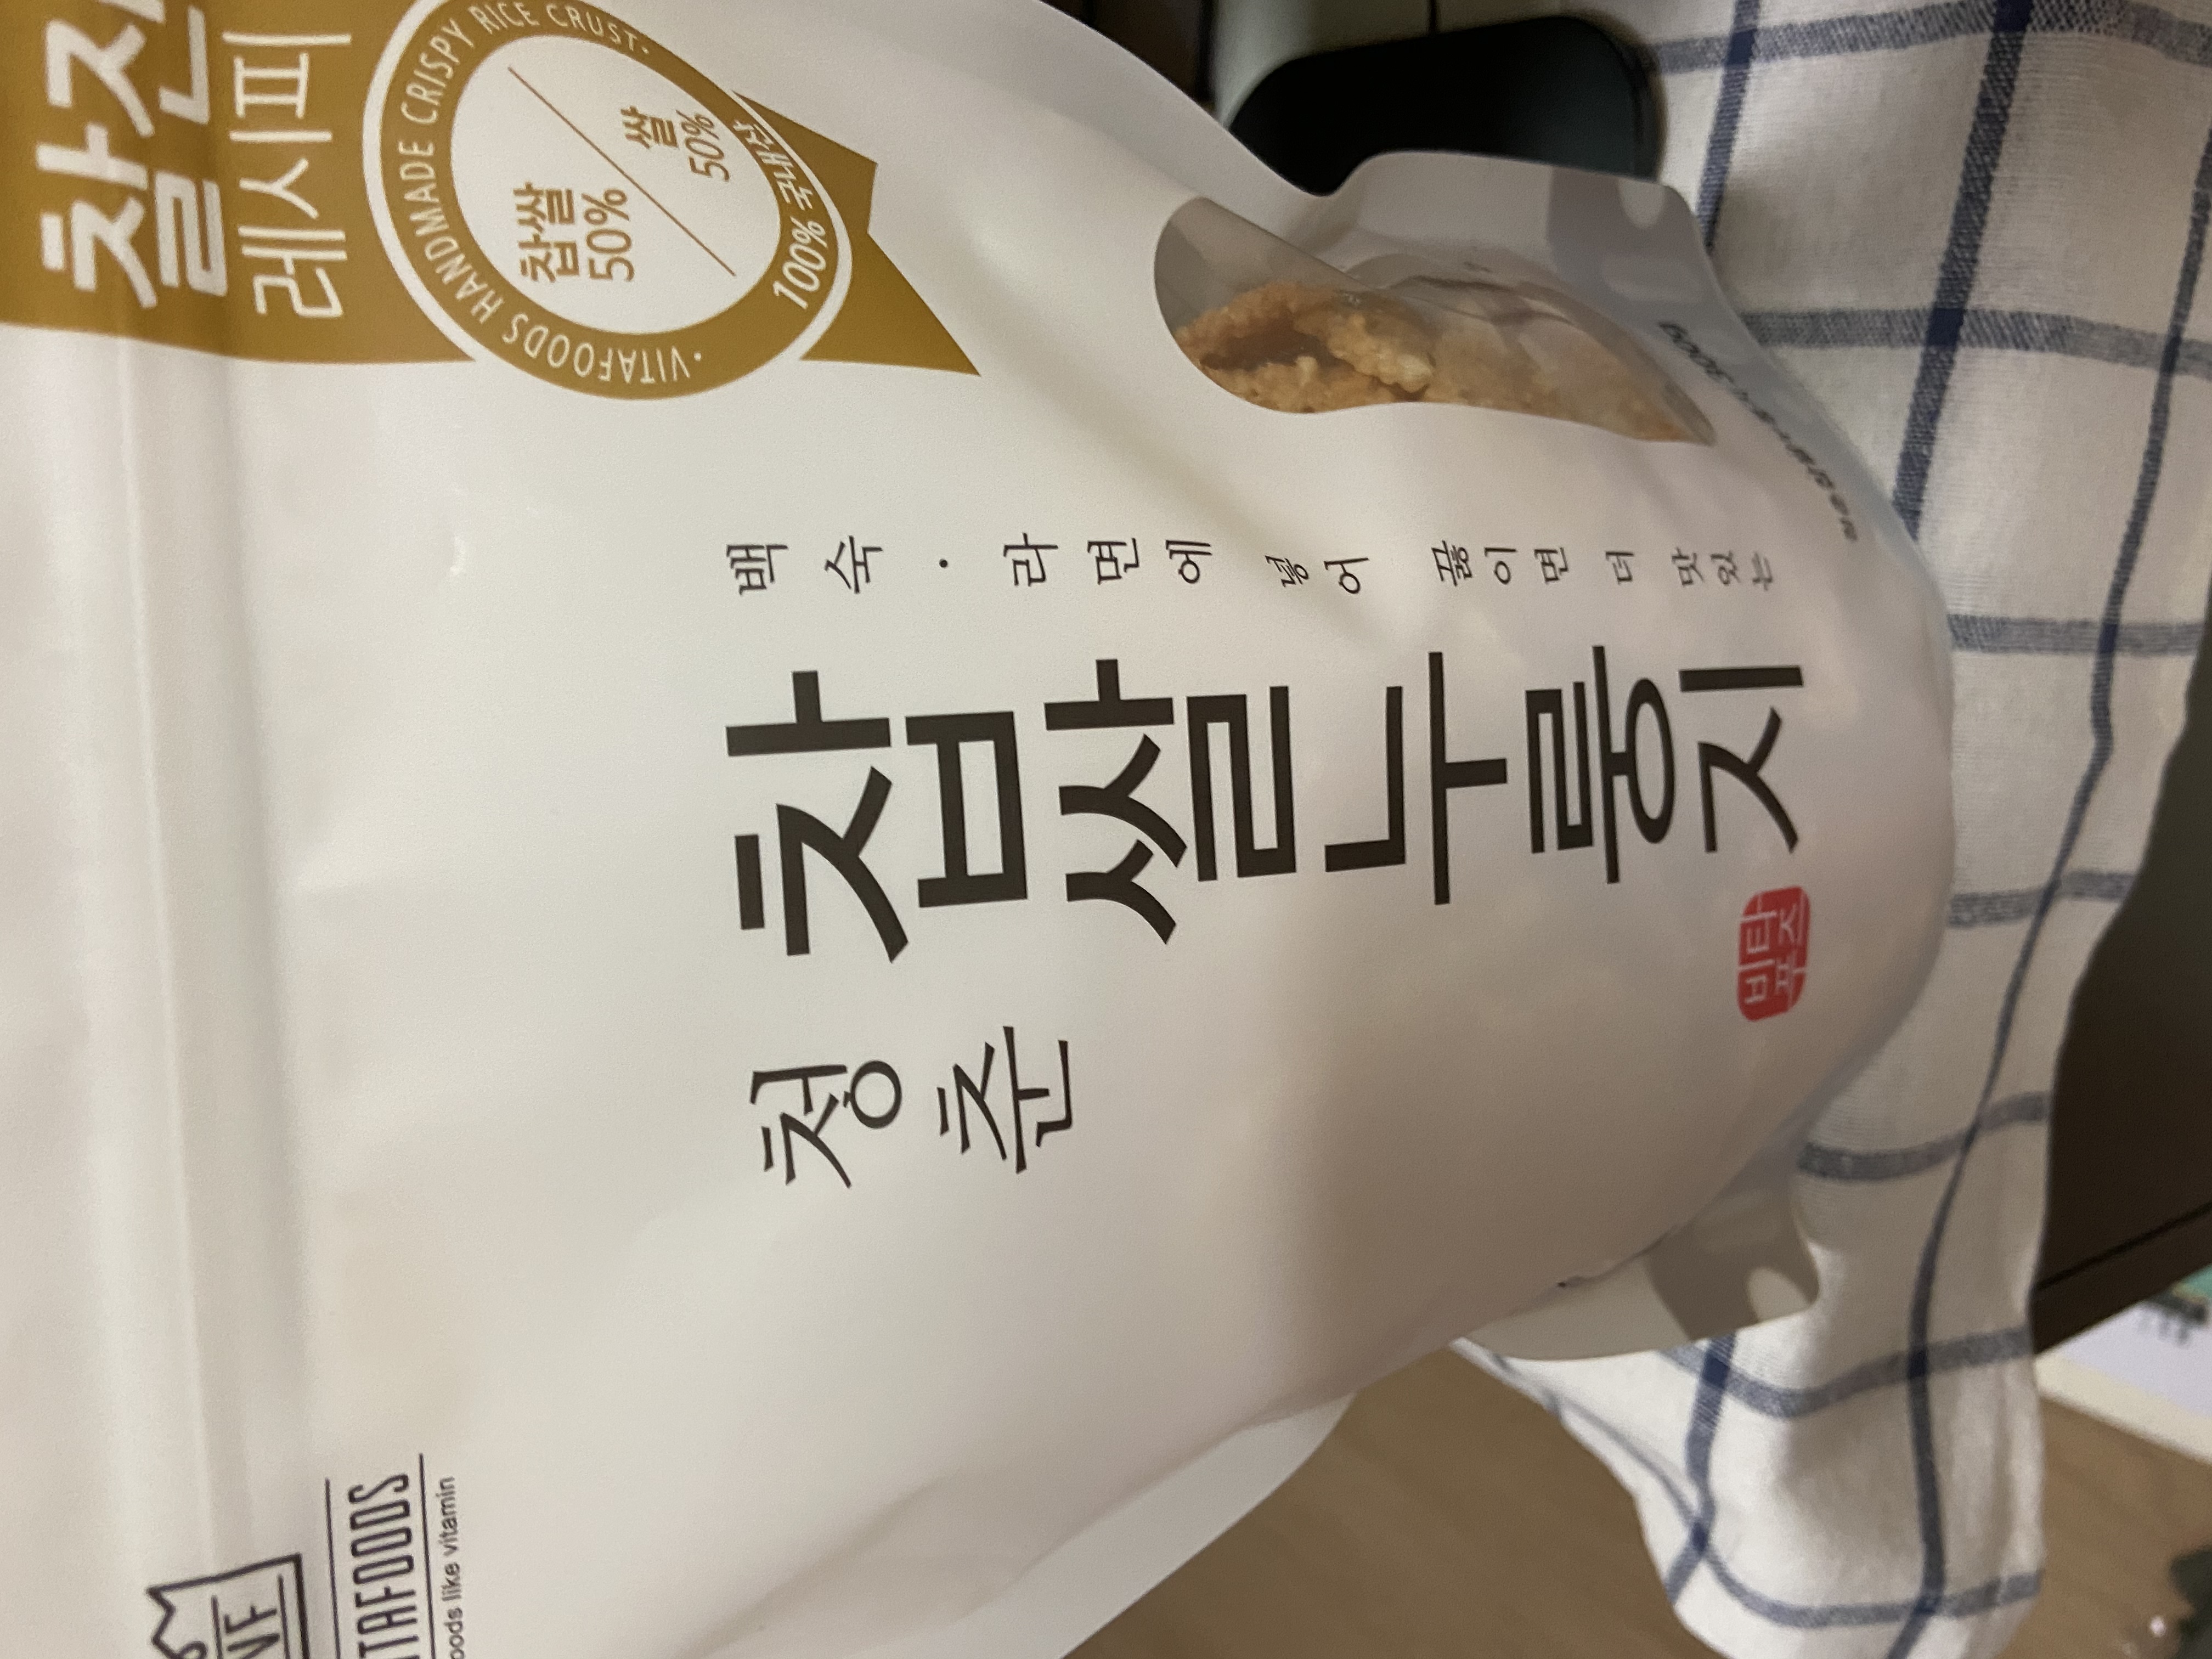 찰진
레시피
·VITAFOODS HANDMADE CRISPY RICE CRUST·
찹쌀
50%
쌀
50%
100% 국내산
VITAFOODS
foods like vitamin
백숙·라면에 넣어 끓이면 더 맛있는
청춘
찹쌀누룽지
비타
푸즈